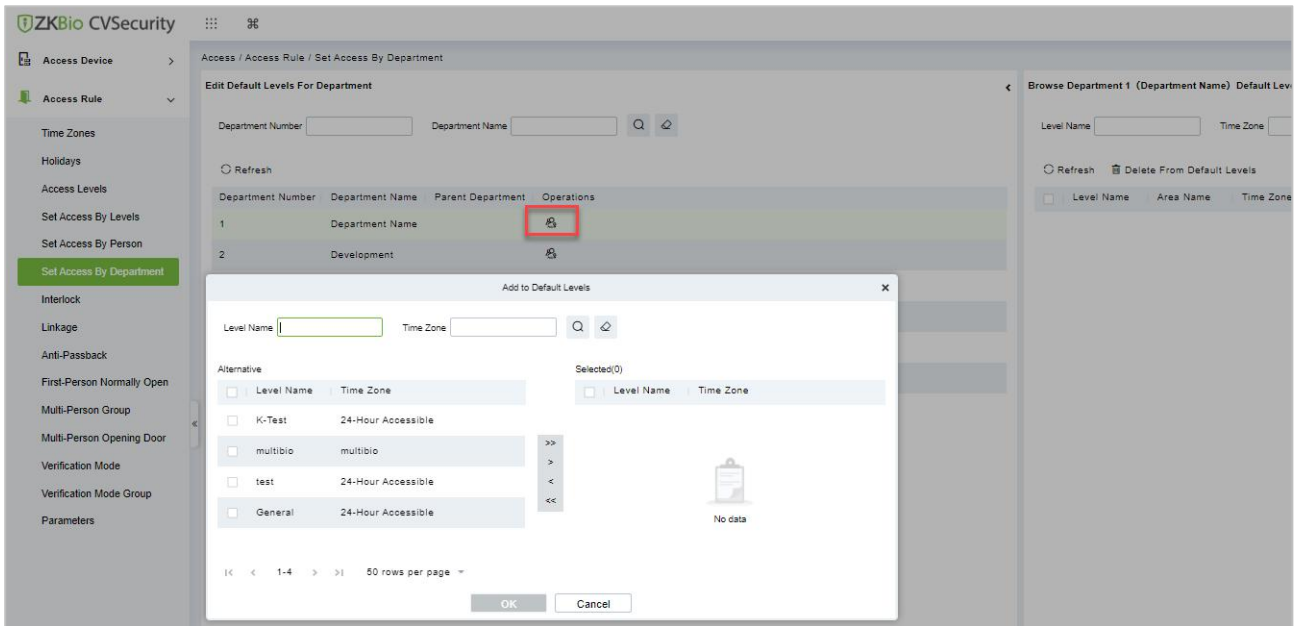 ZKBio CVSecurity
Access Device
Access Rule
Time Zones
Holidays
Access Levels
Set Access By Levels
Set Access By Person
Set Access By Department
Interlock
Linkage
Anti-Passback
First-Person Normally Open
Multi-Person Group
Multi-Person Opening Door
Verification Mode
Verification Mode Group
Parameters
Access / Access Rule / Set Access By Department
Edit Default Levels For Department
Department Number Department Name
Refresh
Department Number Department Name Parent Department Operations
1 Department Name
2 Development
Browse Department 1 (Department Name) Default Lev
Level Name Time Zone
Refresh Delete From Default Levels
Level Name Area Name Time Zone
Add to Default Levels
Level Name Time Zone
Alternative
Level Name Time Zone
K-Test 24-Hour Accessible
multibio multibio
test 24-Hour Accessible
General 24-Hour Accessible
>>
>
<
<<
Selected(0)
Level Name Time Zone
No data
1-4 50 rows per page
OK Cancel